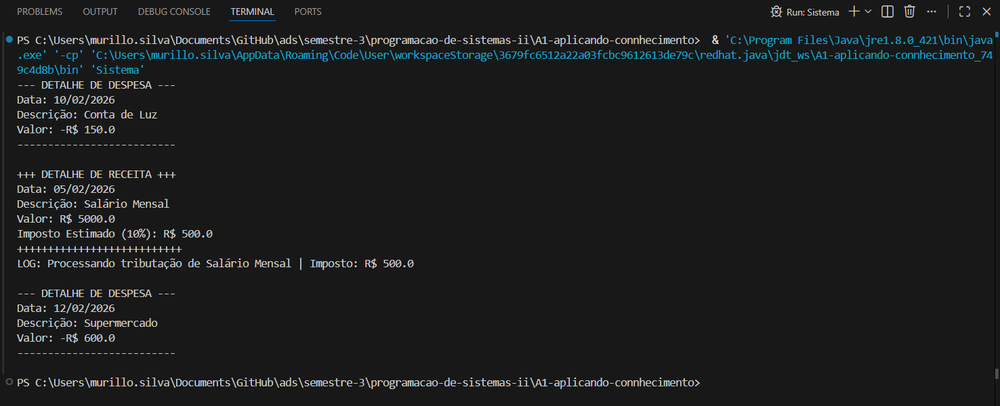 PROBLEMS OUTPUT DEBUG CONSOLE TERMINAL PORTS Run: Sistema
PS C:\Users\murillo.silva\Documents\GitHub\ads\semestre-3\programacao-de-sistemas-ii\A1-aplicando-connhecimento> & 'C:\Program Files\Java\jre1.8.0_421\bin\java
.exe' '-cp' 'C:\Users\murillo.silva\AppData\Roaming\Code\User\workspaceStorage\3679fc6512a22a03fcbc9612613de79c\redhat.java\jdt_ws\A1-aplicando-connhecimento_74
9c4d8b\bin' 'Sistema'
--- DETALHE DE DESPESA ---
Data: 10/02/2026
Descrição: Conta de Luz
Valor: -R$ 150.0
--------------------------
+++ DETALHE DE RECEITA +++
Data: 05/02/2026
Descrição: Salário Mensal
Valor: R$ 5000.0
Imposto Estimado (10%): R$ 500.0
+++++++++++++++++++++++++++
LOG: Processando tributação de Salário Mensal | Imposto: R$ 500.0
--- DETALHE DE DESPESA ---
Data: 12/02/2026
Descrição: Supermercado
Valor: -R$ 600.0
--------------------------
PS C:\Users\murillo.silva\Documents\GitHub\ads\semestre-3\programacao-de-sistemas-ii\A1-aplicando-connhecimento>